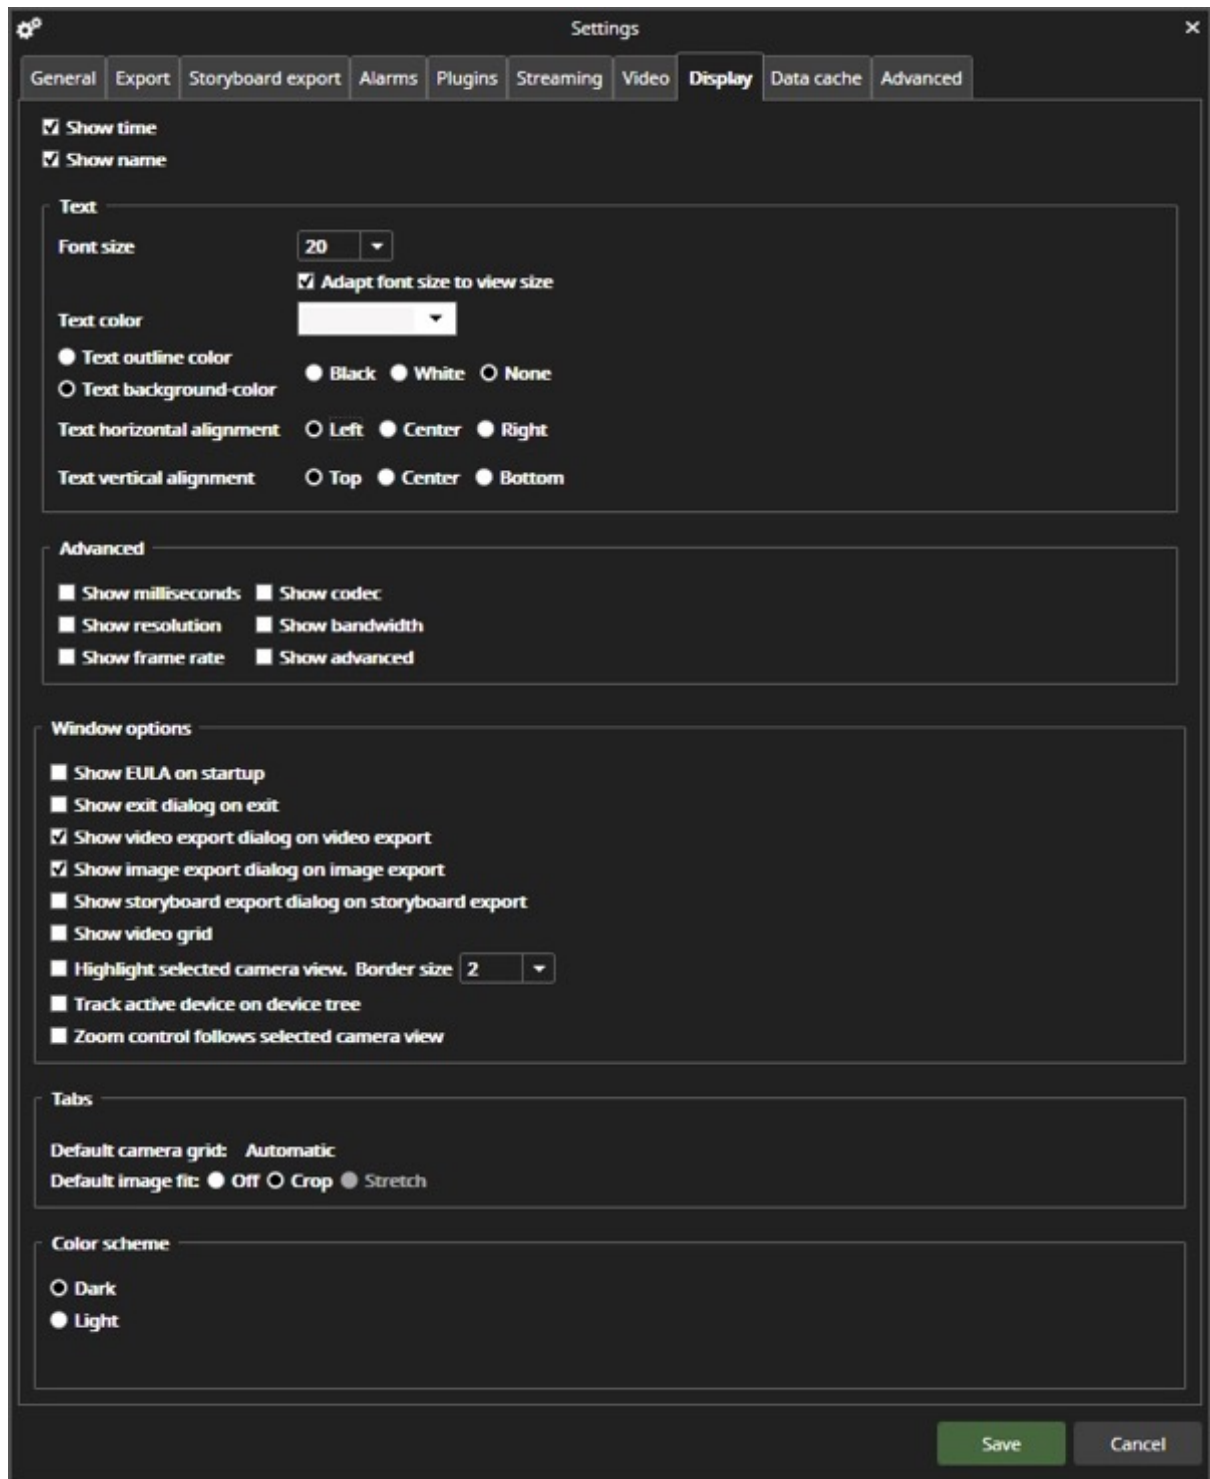 Settings
General Export Storyboard export Alarms Plugins Streaming Video Display Data cache Advanced
Show time
Show name
Text
Font size 20
Adapt font size to view size
Text color
Text outline color
Text background-color
Black White None
Text horizontal alignment Left Center Right
Text vertical alignment Top Center Bottom
Advanced
Show milliseconds Show codec
Show resolution Show bandwidth
Show frame rate Show advanced
Window options
Show EULA on startup
Show exit dialog on exit
Show video export dialog on video export
Show image export dialog on image export
Show storyboard export dialog on storyboard export
Show video grid
Highlight selected camera view. Border size 2
Track active device on device tree
Zoom control follows selected camera view
Tabs
Default camera grid: Automatic
Default image fit: Off Crop Stretch
Color scheme
Dark
Light
Save Cancel